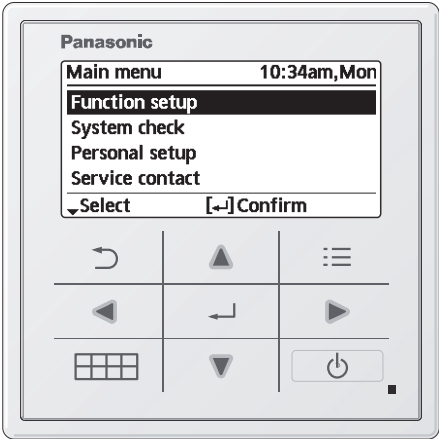 Panasonic
Main menu 10:34am,Mon
Function setup
System check
Personal setup
Service contact
Select [↵]Confirm